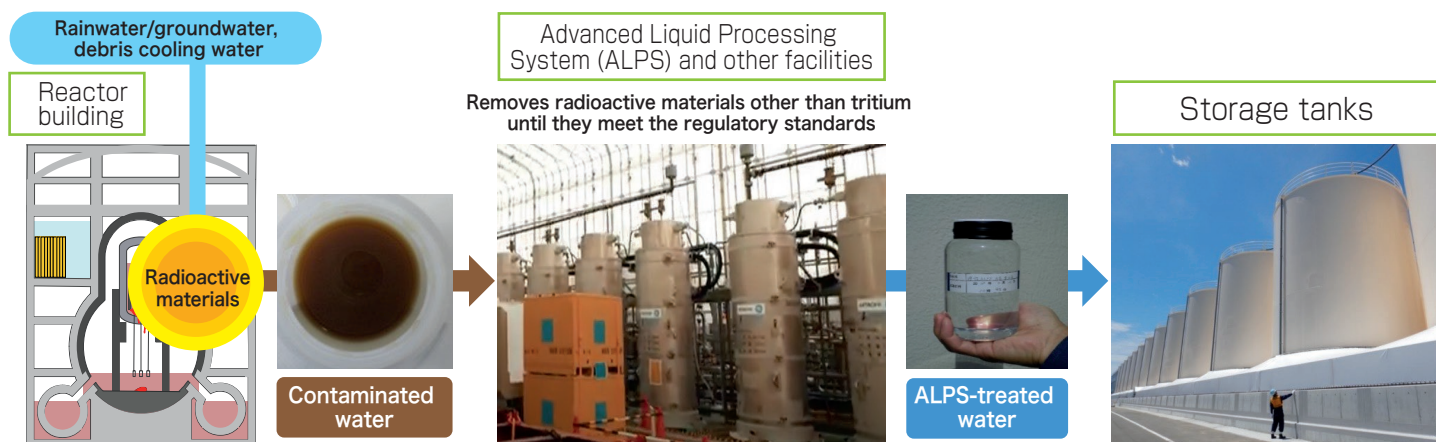 Rainwater/groundwater,
debris cooling water
Reactor
building
Radioactive
materials
Contaminated
water
Advanced Liquid Processing
System (ALPS) and other facilities
Removes radioactive materials other than tritium
until they meet the regulatory standards
ALPS-treated
water
Storage tanks